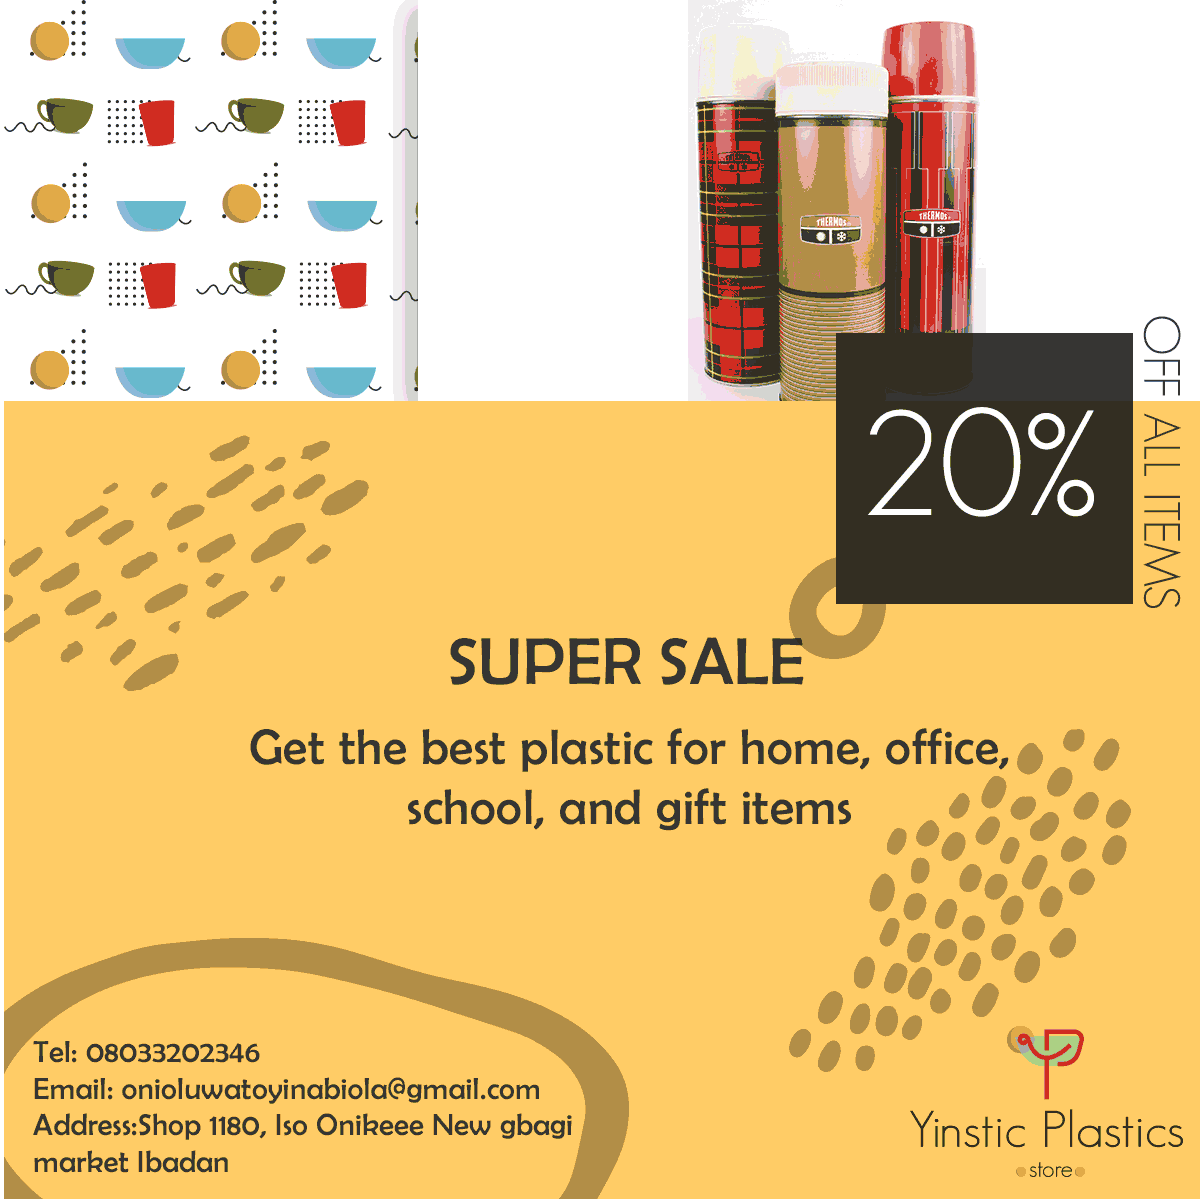 THERMOS
THERMOS
THERMOS
20%
OFF ALL ITEMS
SUPER SALE
Get the best plastic for home, office,
school, and gift items
Tel: 08033202346
Email: onioluwatoyinabiola@gmail.com
Address:Shop 1180, Iso Onikeee New gbagi
market Ibadan
Yinstic Plastics
store